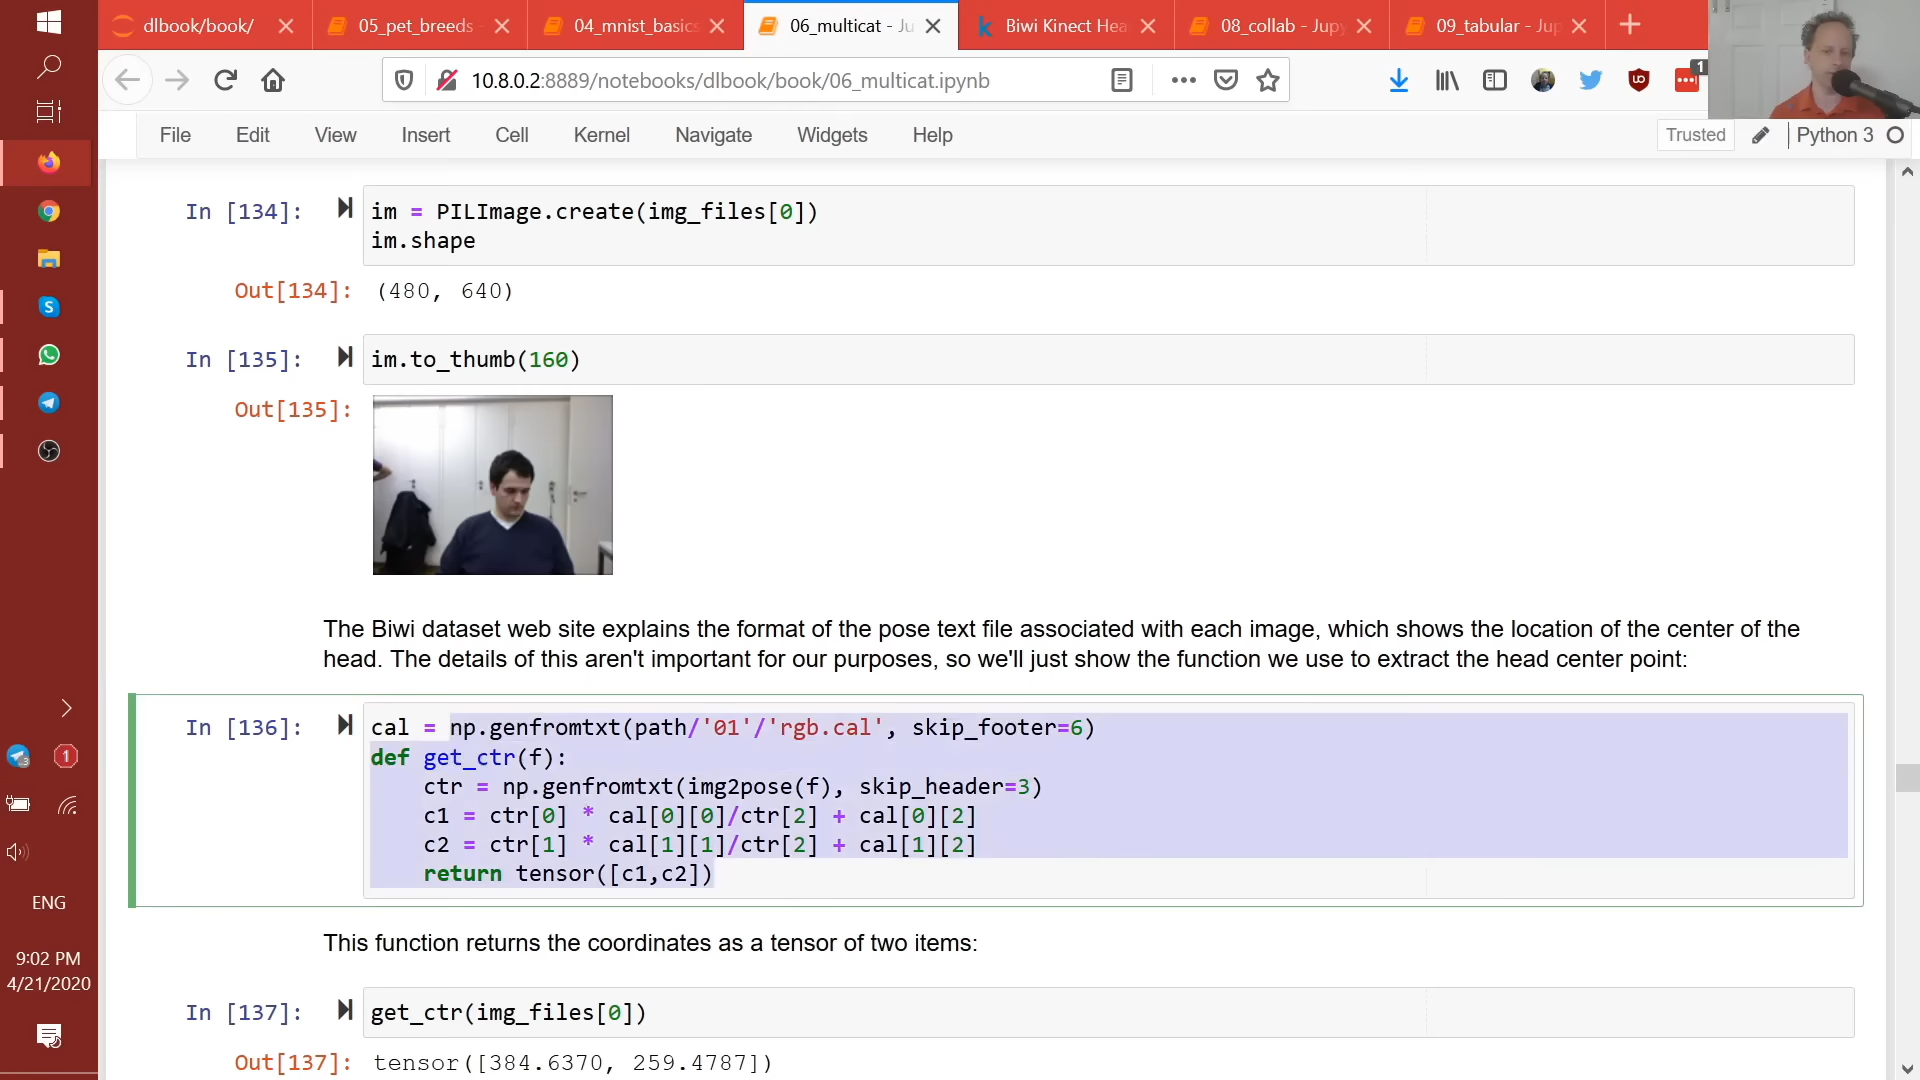 dlbook/book/
05_pet_breeds -
04_mnist_basics
06_multicat - Ju
Biwi Kinect Hea
08_collab - Jupy
09_tabular - Jup
10.8.0.2:8889/notebooks/dlbook/book/06_multicat.ipynb
1
File Edit View Insert Cell Kernel Navigate Widgets Help
Trusted
Python 3
In [134]:
im = PILImage.create(img_files[0])
im.shape
Out[134]: (480, 640)
In [135]:
im.to_thumb(160)
Out[135]:
The Biwi dataset web site explains the format of the pose text file associated with each image, which shows the location of the center of the
head. The details of this aren't important for our purposes, so we'll just show the function we use to extract the head center point:
In [136]:
cal = np.genfromtxt(path/'01'/'rgb.cal', skip_footer=6)
def get_ctr(f):
    ctr = np.genfromtxt(img2pose(f), skip_header=3)
    c1 = ctr[0] * cal[0][0]/ctr[2] + cal[0][2]
    c2 = ctr[1] * cal[1][1]/ctr[2] + cal[1][2]
    return tensor([c1,c2])
This function returns the coordinates as a tensor of two items:
In [137]:
get_ctr(img_files[0])
Out[137]: tensor([384.6370, 259.4787])
1
ENG
9:02 PM
4/21/2020